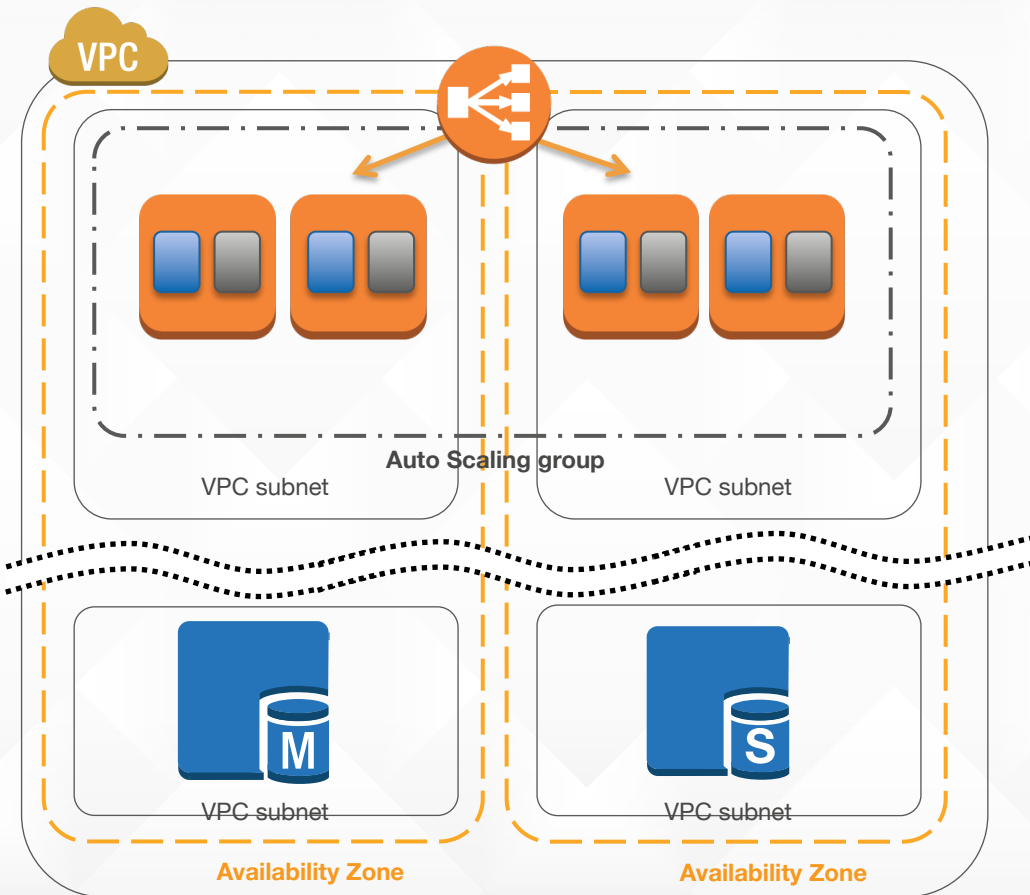 VPC
Auto Scaling group
VPC subnet
VPC subnet
M
S
VPC subnet
VPC subnet
Availability Zone
Availability Zone